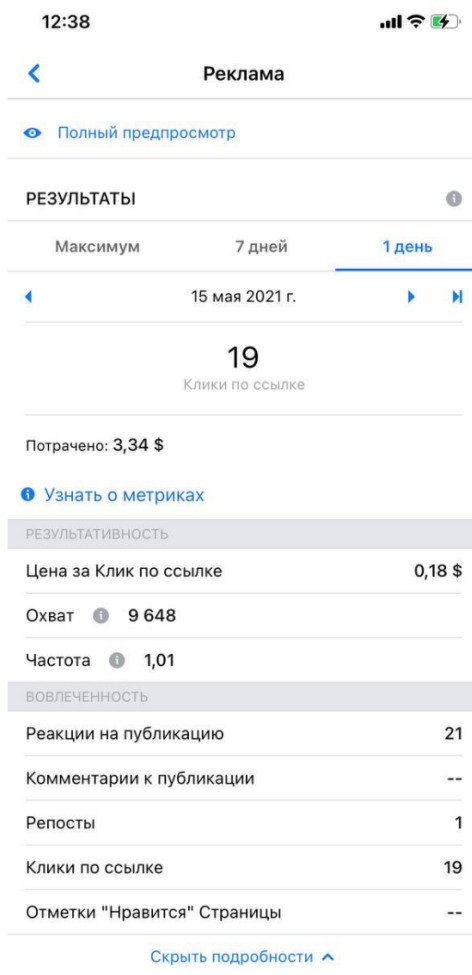 12:38
Реклама
Полный предпросмотр
РЕЗУЛЬТАТЫ
Максимум 7 дней 1 день
15 мая 2021 г.
19
Клики по ссылке
Потрачено: 3,34 $
Узнать о метриках
РЕЗУЛЬТАТИВНОСТЬ
Цена за Клик по ссылке 0,18 $
Охват 9 648
Частота 1,01
ВОВЛЕЧЕННОСТЬ
Реакции на публикацию 21
Комментарии к публикации --
Репосты 1
Клики по ссылке 19
Отметки "Нравится" Страницы --
Скрыть подробности